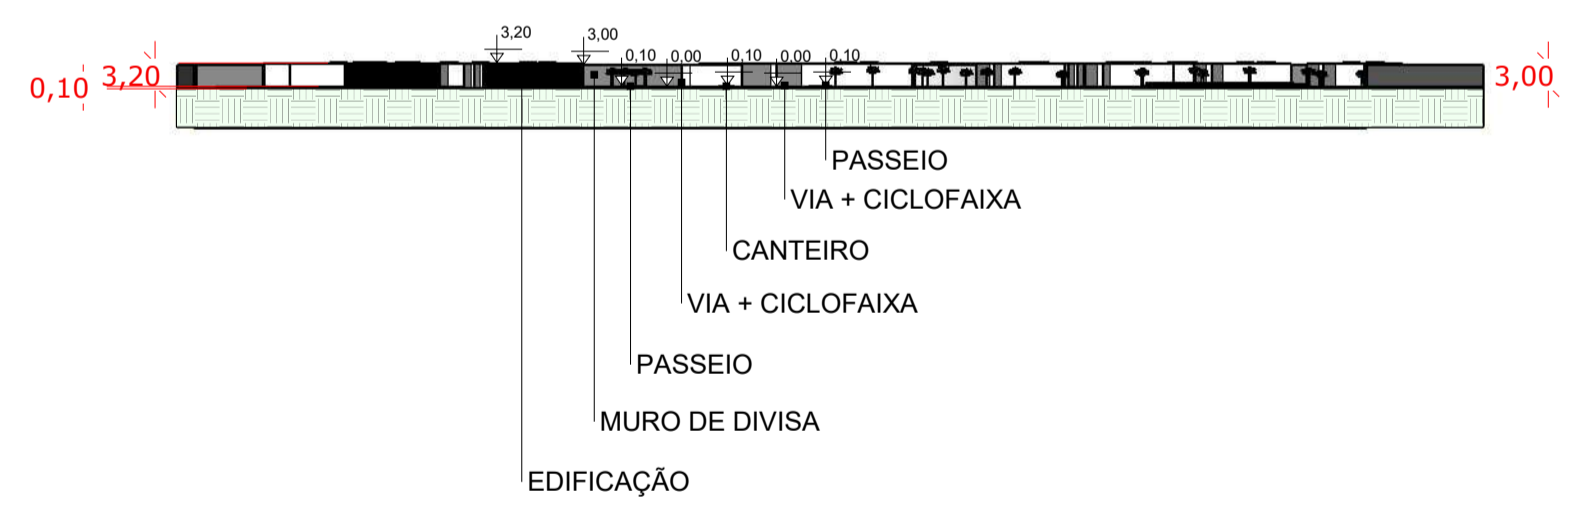 3,20
3,00
0,10
0,00
0,10
0,00
0,10
3,20
0,10
3,00
PASSEIO
VIA + CICLOFAIXA
CANTEIRO
VIA + CICLOFAIXA
PASSEIO
MURO DE DIVISA
EDIFICAÇÃO